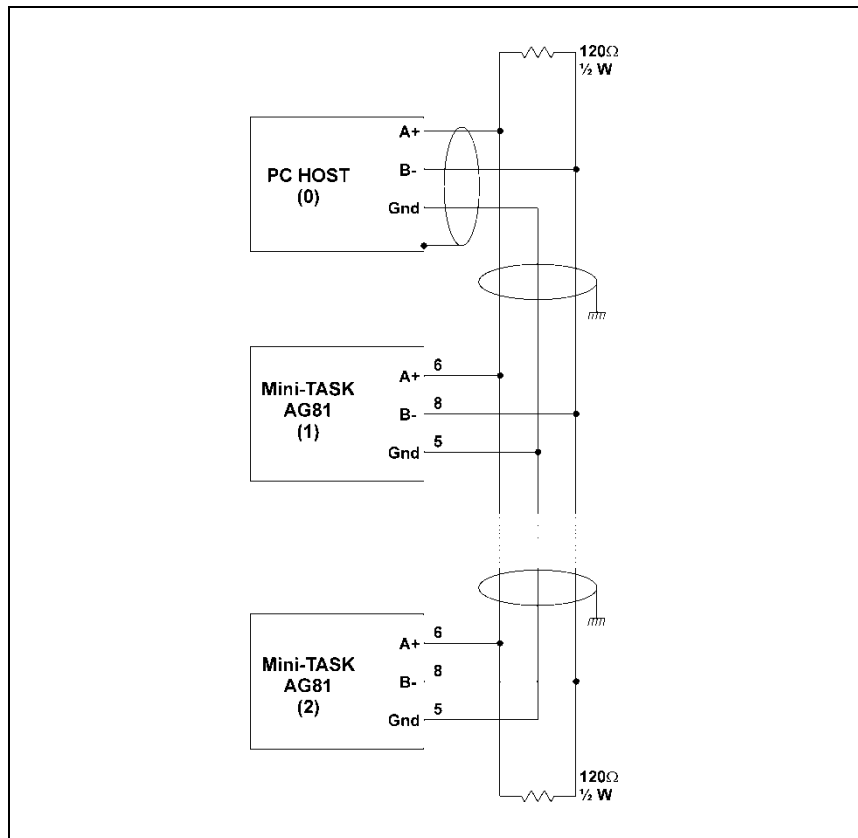 120Ω
½ W
A+
PC HOST
(0)
B-
Gnd
Mini-TASK
AG81
(1)
A+
6
B-
8
Gnd
5
Mini-TASK
AG81
(2)
A+
6
B-
8
Gnd
5
120Ω
½ W